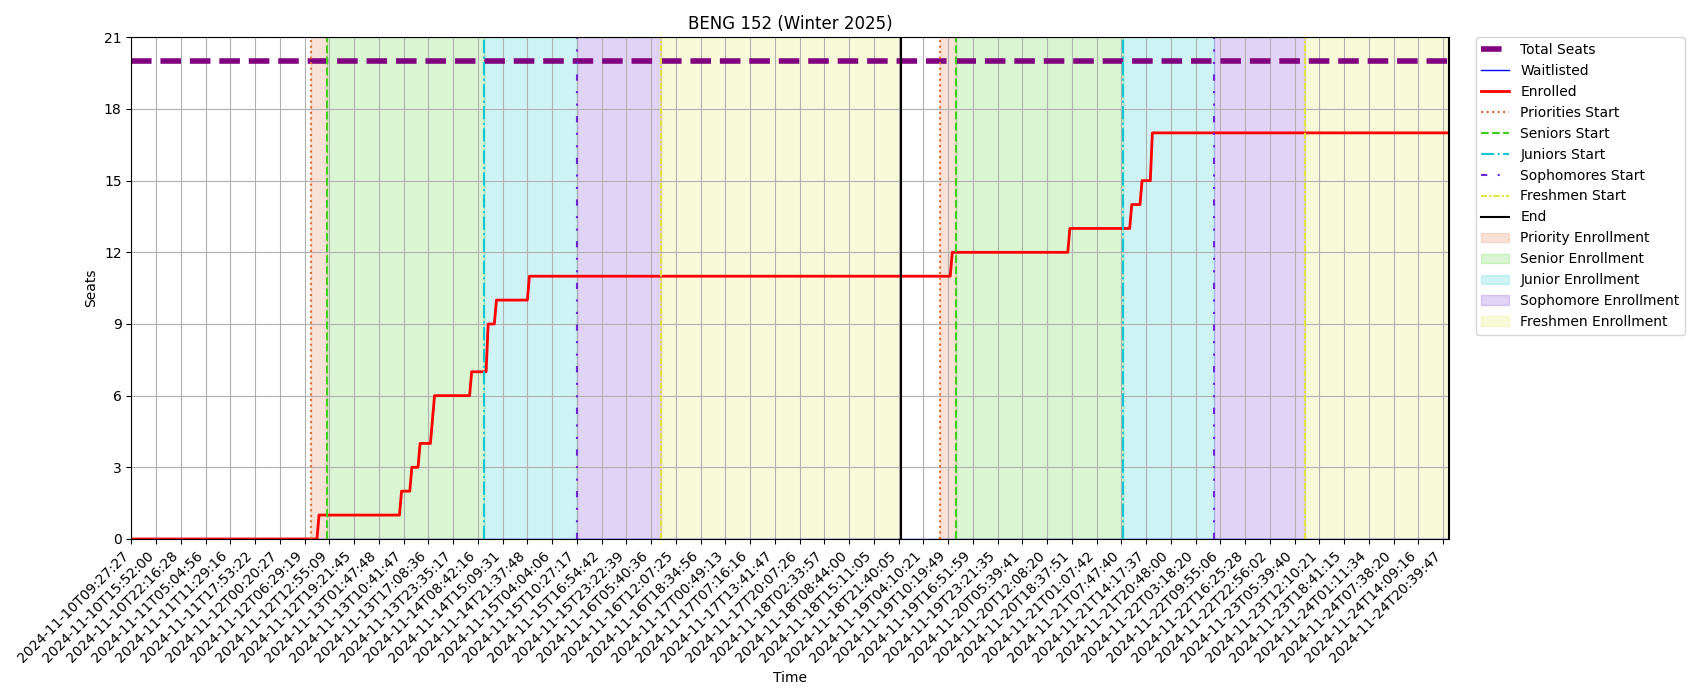 BENG 152 (Winter 2025)
21
18
15
12
9
6
3
0
Seats
2024-11-10T09:27:27
2024-11-10T15:52:00
2024-11-10T22:16:28
2024-11-11T05:04:56
2024-11-11T11:29:16
2024-11-11T17:53:22
2024-11-12T00:20:27
2024-11-12T06:29:19
2024-11-12T12:55:09
2024-11-12T19:21:45
2024-11-13T01:47:48
2024-11-13T10:41:47
2024-11-13T17:08:36
2024-11-13T23:35:17
2024-11-14T08:42:16
2024-11-14T15:09:31
2024-11-14T21:37:48
2024-11-15T04:04:06
2024-11-15T10:27:17
2024-11-15T16:54:42
2024-11-15T23:22:39
2024-11-16T05:40:36
2024-11-16T12:07:25
2024-11-16T18:34:56
2024-11-17T00:49:13
2024-11-17T07:16:16
2024-11-17T13:41:47
2024-11-17T20:07:26
2024-11-18T02:33:57
2024-11-18T08:44:00
2024-11-18T15:11:05
2024-11-18T21:40:05
2024-11-19T04:10:21
2024-11-19T10:19:49
2024-11-19T16:51:59
2024-11-19T23:21:35
2024-11-20T05:39:41
2024-11-20T12:08:20
2024-11-20T18:37:51
2024-11-21T01:07:42
2024-11-21T07:47:40
2024-11-21T14:17:37
2024-11-21T20:48:00
2024-11-22T03:18:20
2024-11-22T09:55:06
2024-11-22T16:25:28
2024-11-22T22:56:02
2024-11-23T05:39:40
2024-11-23T12:10:21
2024-11-23T18:41:15
2024-11-24T01:11:34
2024-11-24T07:38:20
2024-11-24T14:09:16
2024-11-24T20:39:47
Time
Total Seats
Waitlisted
Enrolled
Priorities Start
Seniors Start
Juniors Start
Sophomores Start
Freshmen Start
End
Priority Enrollment
Senior Enrollment
Junior Enrollment
Sophomore Enrollment
Freshmen Enrollment